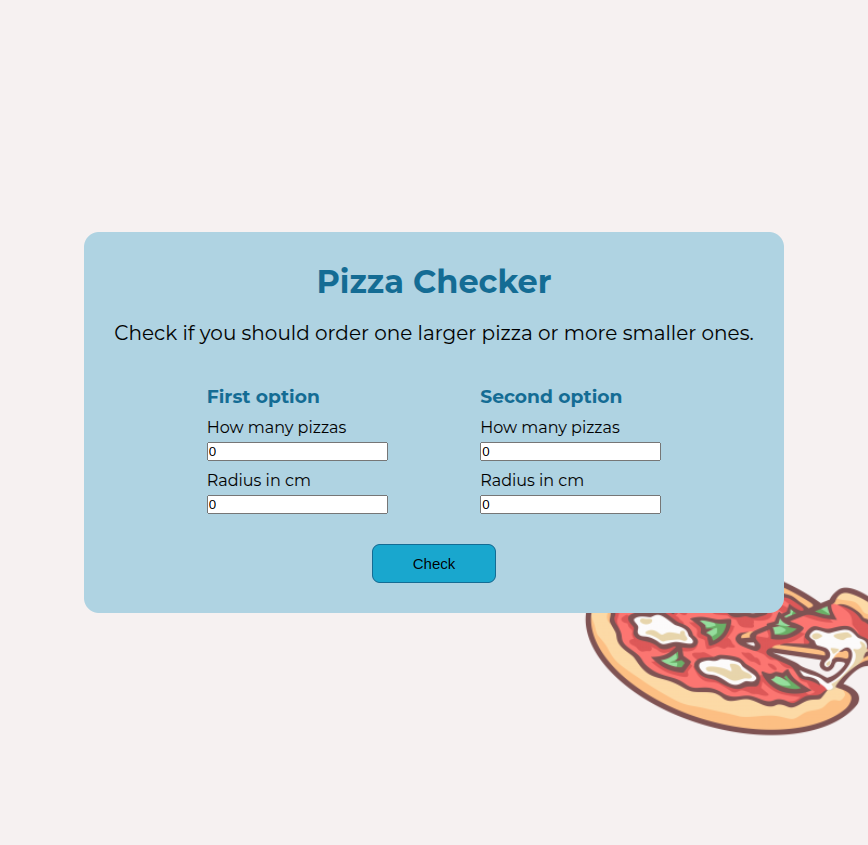 Pizza Checker
Check if you should order one larger pizza or more smaller ones.
First option
How many pizzas
0
Radius in cm
0
Second option
How many pizzas
0
Radius in cm
0
Check